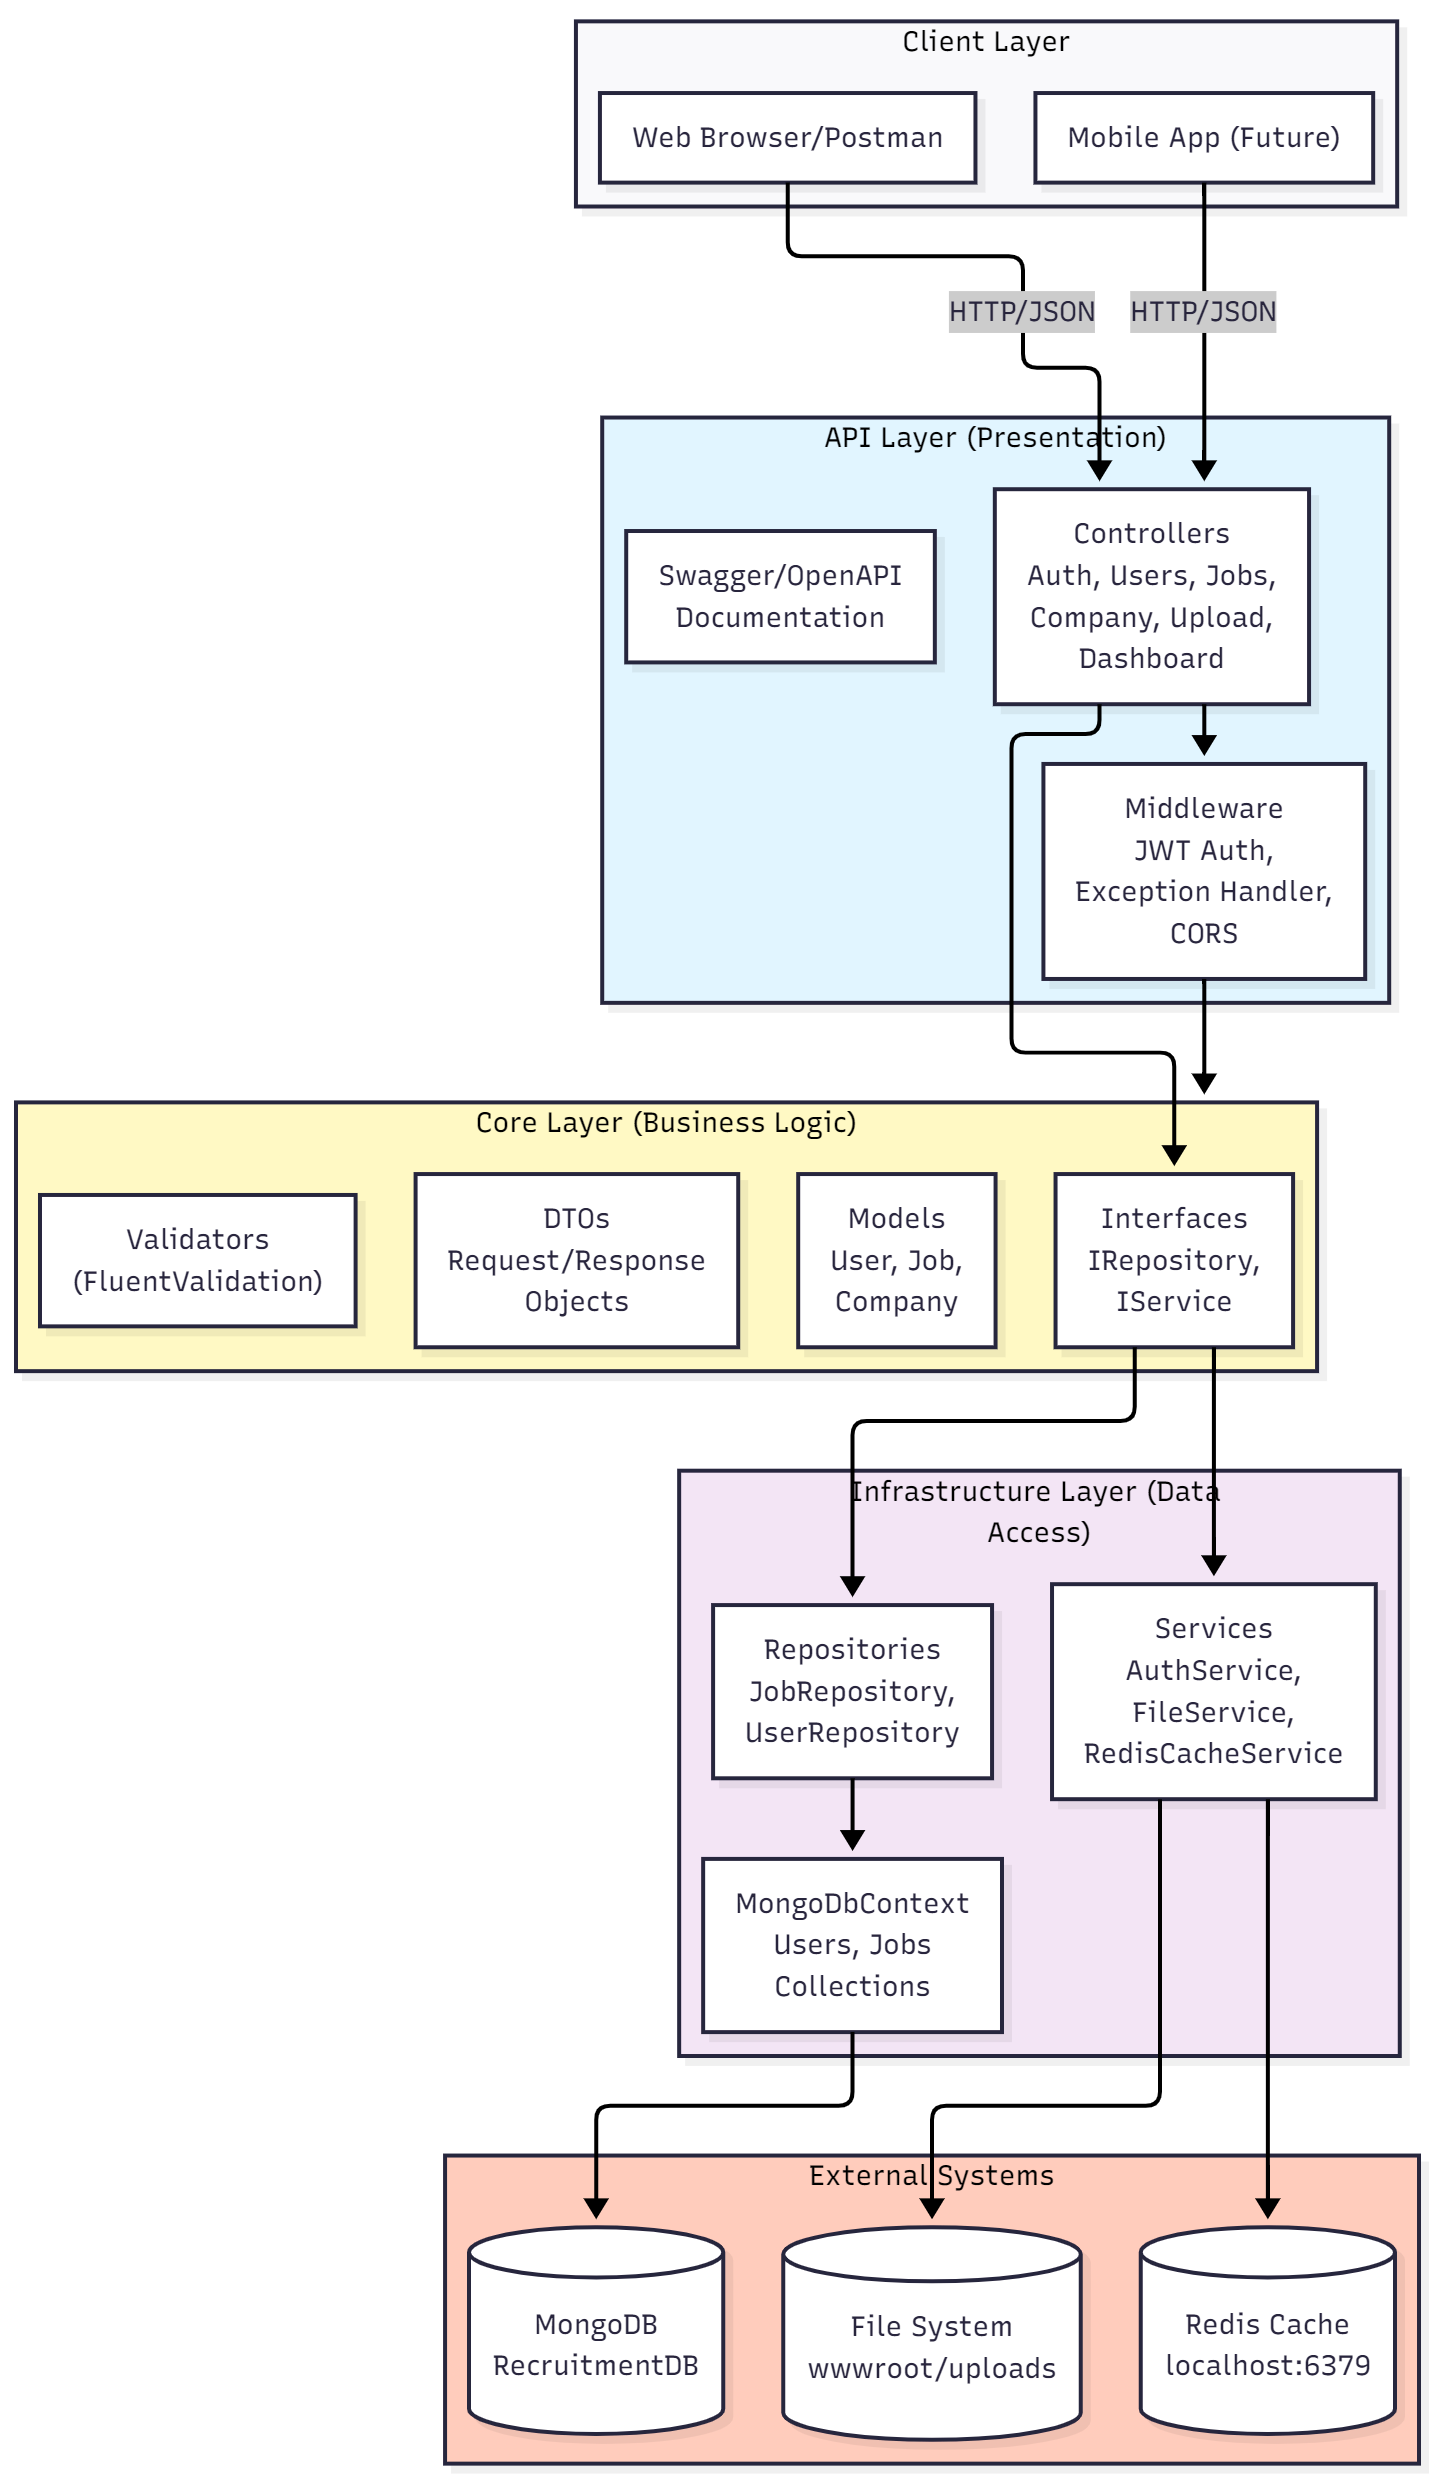 Client Layer
Web Browser/Postman
Mobile App (Future)
HTTP/JSON
HTTP/JSON
API Layer (Presentation)
Swagger/OpenAPI
Documentation
Controllers
Auth, Users, Jobs,
Company, Upload,
Dashboard
Middleware
JWT Auth,
Exception Handler,
CORS
Core Layer (Business Logic)
Validators
(FluentValidation)
DTOs
Request/Response
Objects
Models
User, Job,
Company
Interfaces
IRepository,
IService
Infrastructure Layer (Data
Access)
Repositories
JobRepository,
UserRepository
Services
AuthService,
FileService,
RedisCacheService
MongoDbContext
Users, Jobs
Collections
External Systems
MongoDB
RecruitmentDB
File System
wwwroot/uploads
Redis Cache
localhost:6379